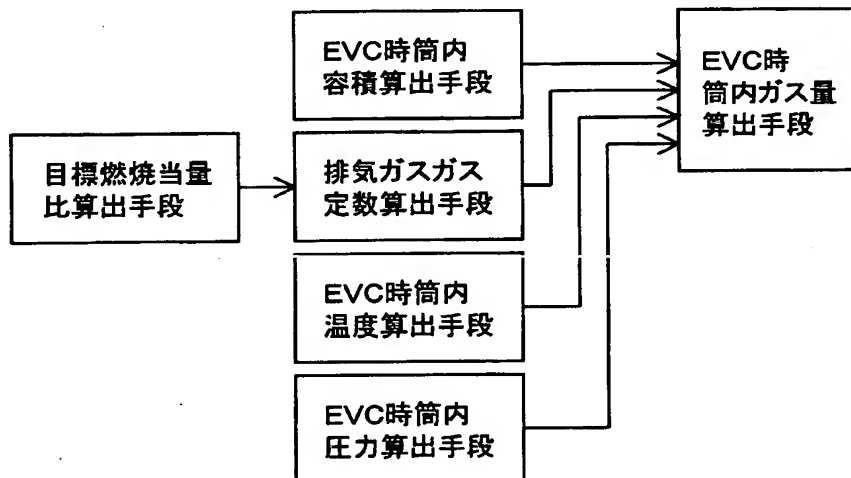 EVC時筒内
容積算出手段
EVC時
筒内ガス量
算出手段
目標燃焼当量
比算出手段
排気ガスガス
定数算出手段
EVC時筒内
温度算出手段
EVC時筒内
圧力算出手段